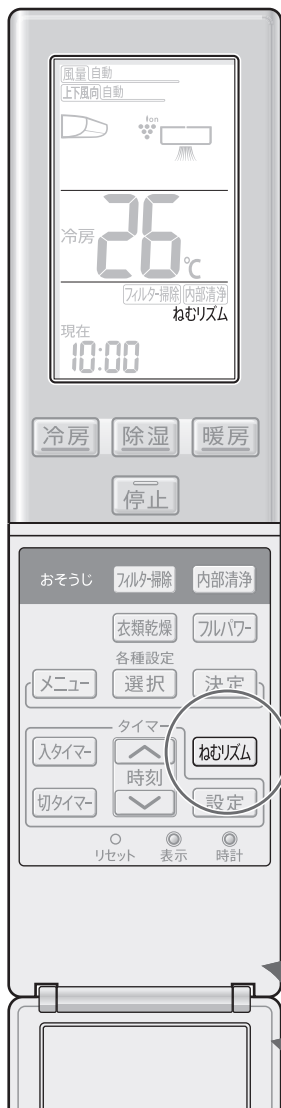 風量 自動
上下風向 自動
Ion
冷房 26℃
フィルター掃除 内部清浄
ねむリズム
現在
10:00
冷房 除湿 暖房
停止
おそうじ フィルター掃除 内部清浄
衣類乾燥 フルパワー
各種設定
メニュー 選択 決定
タイマー
入タイマー ねむリズム
時刻
切タイマー 設定
リセット 表示 時計